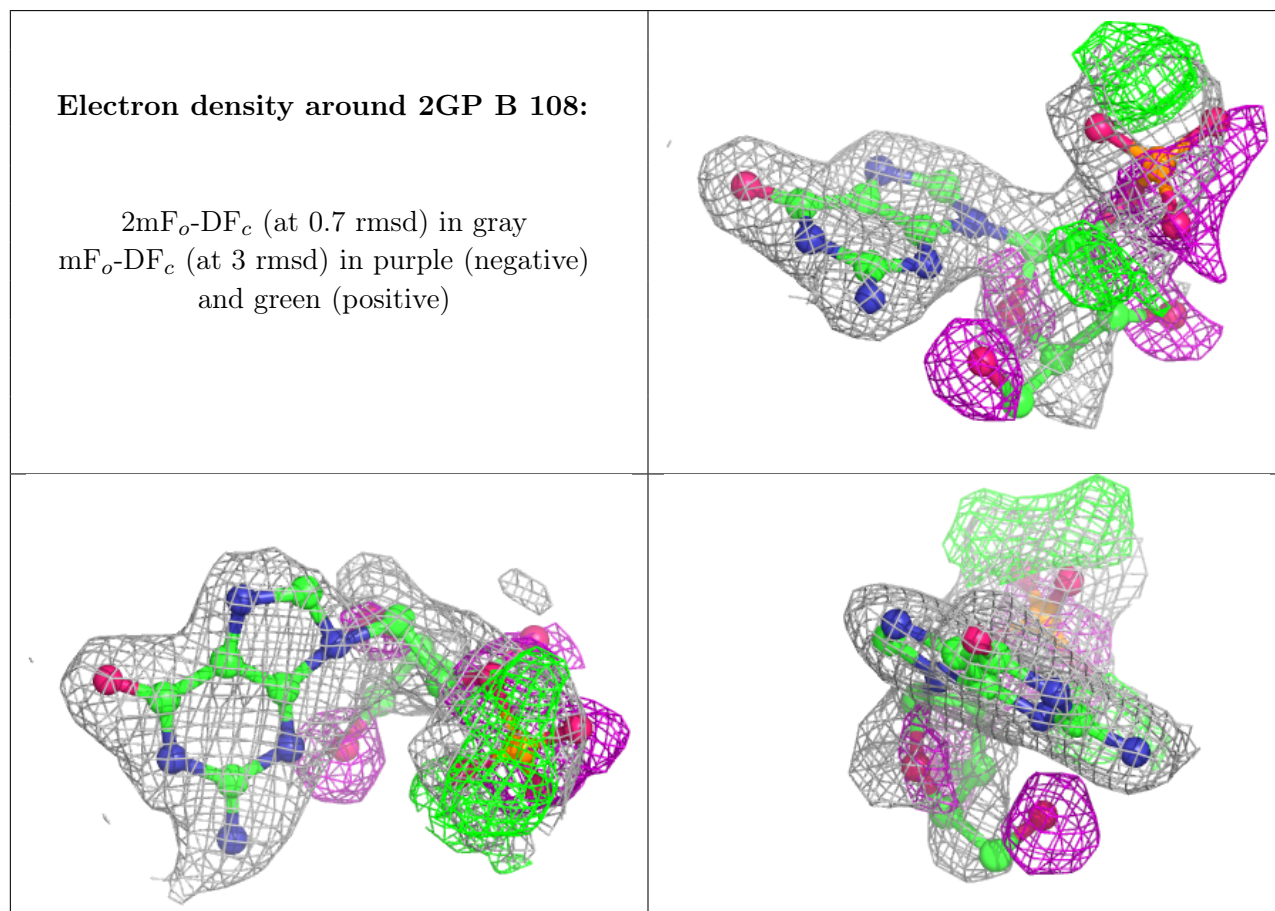 Electron density around 2GP B 108:
2mFo-DFc (at 0.7 rmsd) in gray
mFo-DFc (at 3 rmsd) in purple (negative)
and green (positive)